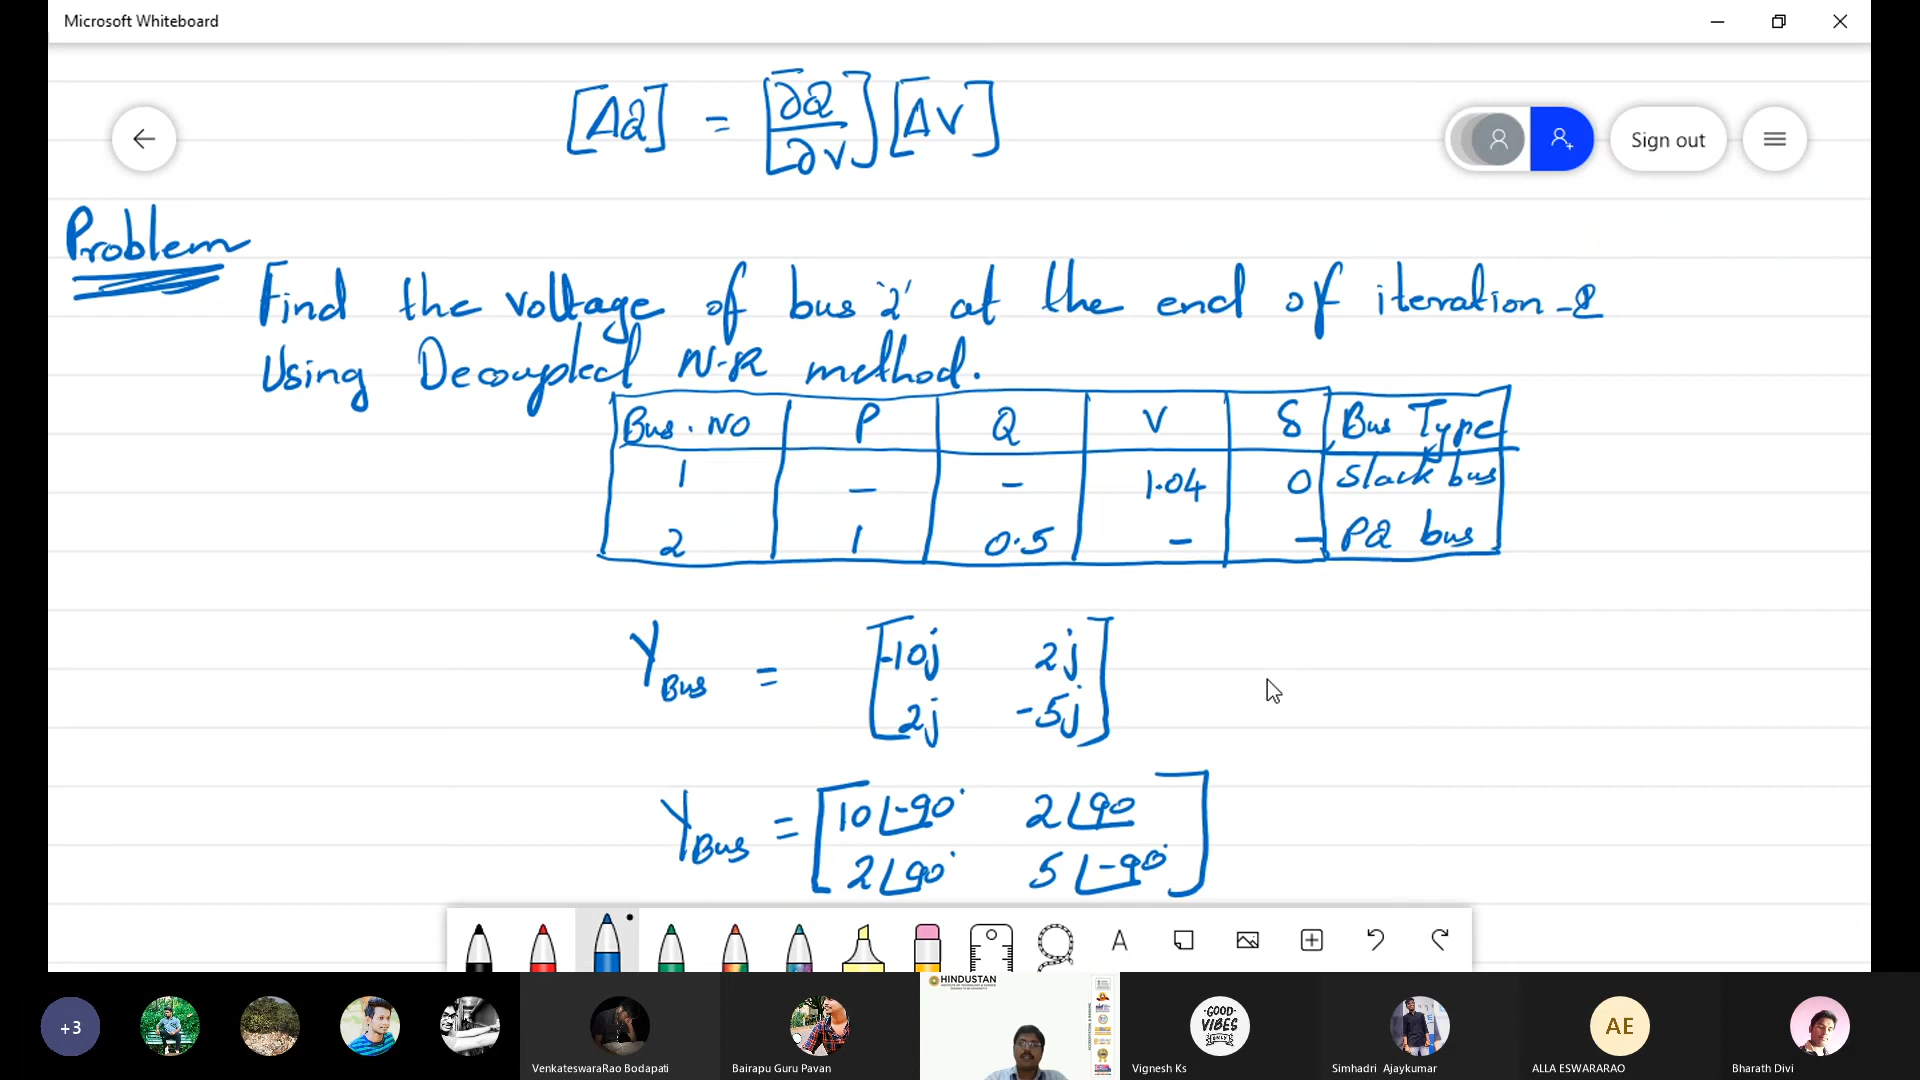 Microsoft Whiteboard
[ΔQ] = [∂Q/∂V] [ΔV]
Sign out
Problem
Find the voltage of bus '2' at the end of iteration-2
Using Decoupled N-R method.
Bus.No P Q V δ Bus Type
1 - - 1.04 0 Slack bus
2 1 0.5 - - PQ bus
Y Bus = [-10j 2j
2j -5j]
Y Bus = [10∠-90° 2∠90
2∠90° 5∠-90°]
A
HINDUSTAN
GOOD
VIBES
ONLY
AE
+3
VenkateswaraRao Bodapati
Bairapu Guru Pavan
Vignesh Ks
Simhadri Ajaykumar
ALLA ESWARARAO
Bharath Divi